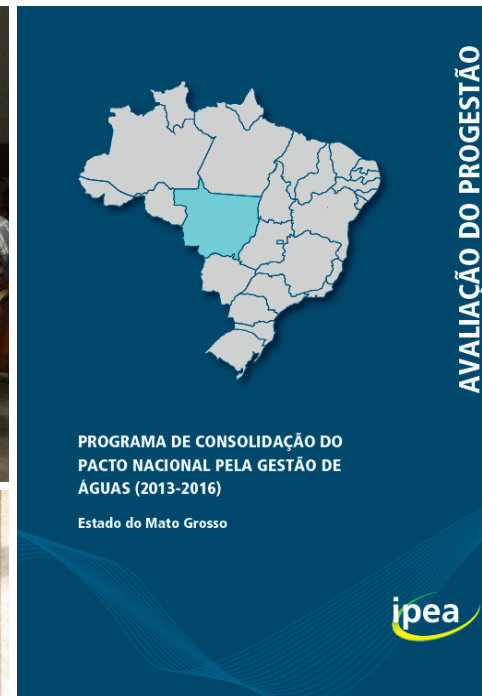 AVALIAÇÃO DO PROGESTÃO
PROGRAMA DE CONSOLIDAÇÃO DO
PACTO NACIONAL PELA GESTÃO DE
ÁGUAS (2013-2016)
Estado do Mato Grosso
ipea